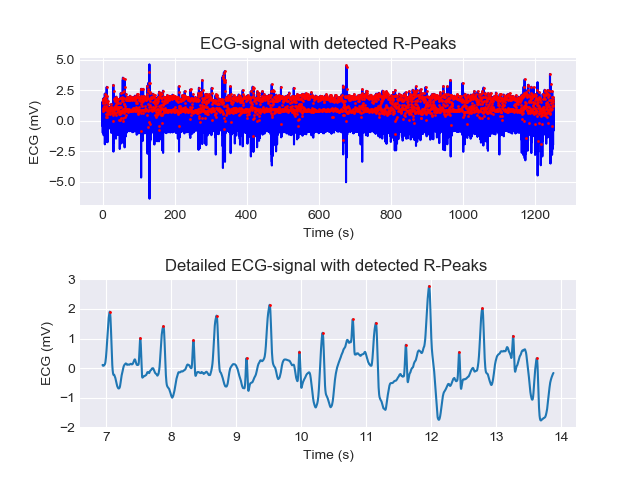 ECG-signal with detected R-Peaks
5.0
2.5
0.0
−2.5
−5.0
ECG (mV)
0 200 400 600 800 1000 1200
Time (s)
Detailed ECG-signal with detected R-Peaks
3
2
1
0
−1
−2
ECG (mV)
7 8 9 10 11 12 13 14
Time (s)